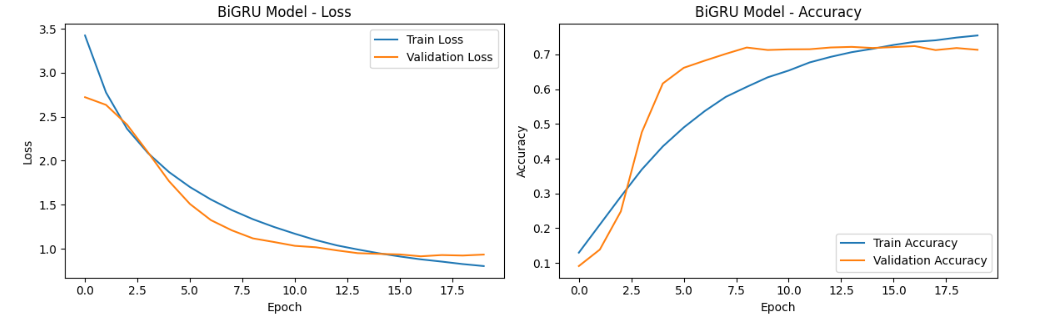 BiGRU Model - Loss
3.5
3.0
2.5
2.0
1.5
1.0
Loss
Train Loss
Validation Loss
0.0 2.5 5.0 7.5 10.0 12.5 15.0 17.5
Epoch
BiGRU Model - Accuracy
0.7
0.6
0.5
0.4
0.3
0.2
0.1
Accuracy
Train Accuracy
Validation Accuracy
0.0 2.5 5.0 7.5 10.0 12.5 15.0 17.5
Epoch